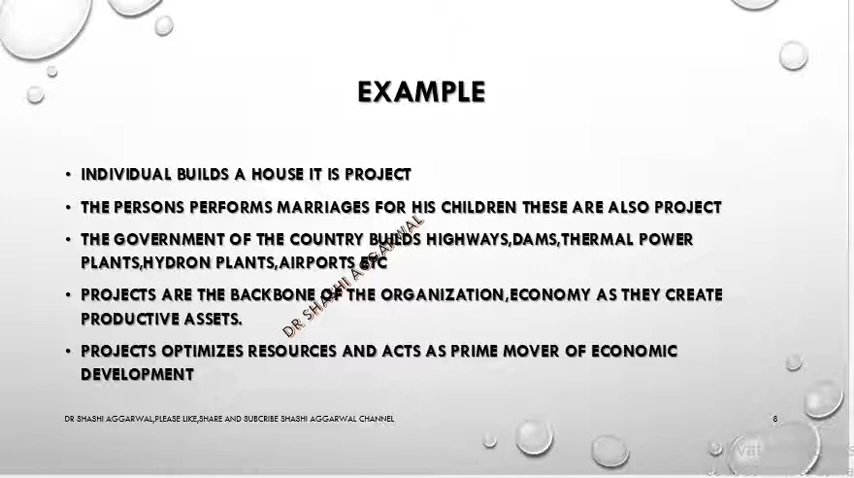 EXAMPLE
• INDIVIDUAL BUILDS A HOUSE IT IS PROJECT
• THE PERSONS PERFORMS MARRIAGES FOR HIS CHILDREN THESE ARE ALSO PROJECT
• THE GOVERNMENT OF THE COUNTRY BUILDS HIGHWAYS,DAMS,THERMAL POWER
PLANTS,HYDRON PLANTS,AIRPORTS ETC
• PROJECTS ARE THE BACKBONE OF THE ORGANIZATION,ECONOMY AS THEY CREATE
PRODUCTIVE ASSETS.
• PROJECTS OPTIMIZES RESOURCES AND ACTS AS PRIME MOVER OF ECONOMIC
DEVELOPMENT
DR SHASHI AGGARWAL
DR SHASHI AGGARWAL,PLEASE LIKE,SHARE AND SUBCRIBE SHASHI AGGARWAL CHANNEL
8